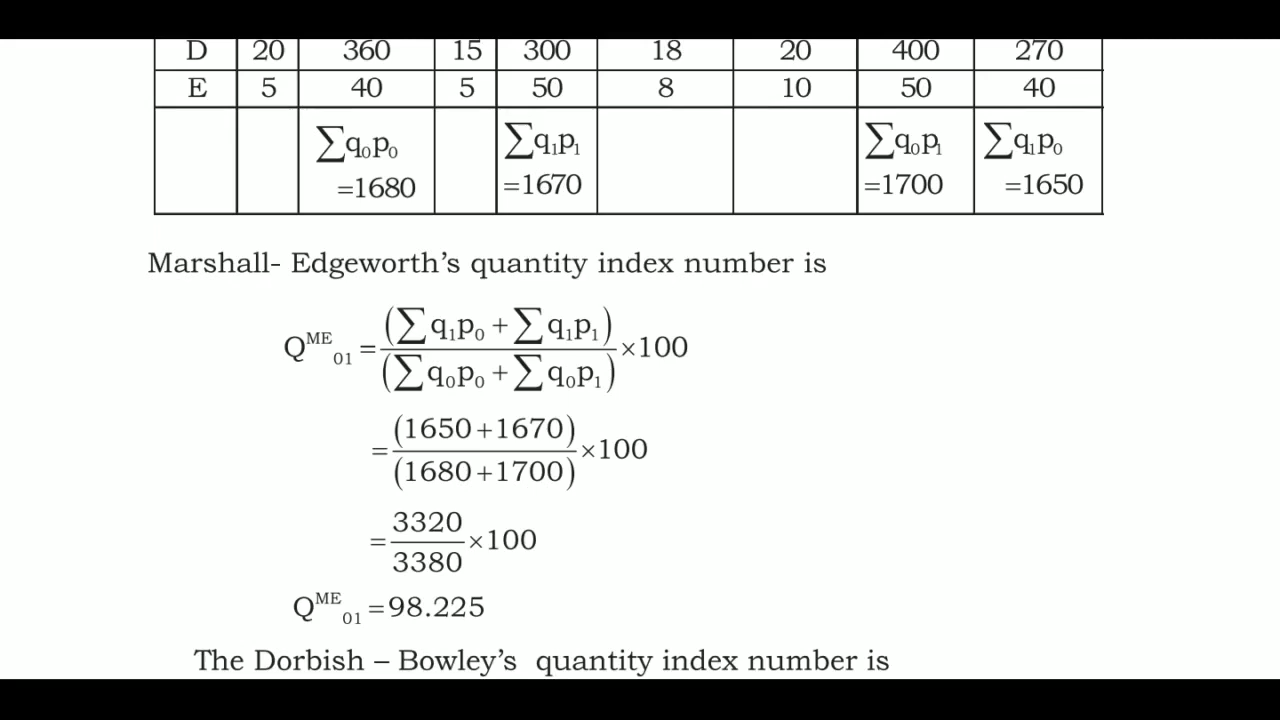 D 20 360 15 300 18 20 400 270
E 5 40 5 50 8 10 50 40
∑q₀p₀ ∑q₁p₁ ∑q₀p₁ ∑q₁p₀
=1680 =1670 =1700 =1650
Marshall- Edgeworth's quantity index number is
Q^ME_01 = (∑q₁p₀ + ∑q₁p₁) / (∑q₀p₀ + ∑q₀p₁) ×100
= (1650+1670) / (1680+1700) ×100
= 3320 / 3380 ×100
Q^ME_01 =98.225
The Dorbish – Bowley's quantity index number is